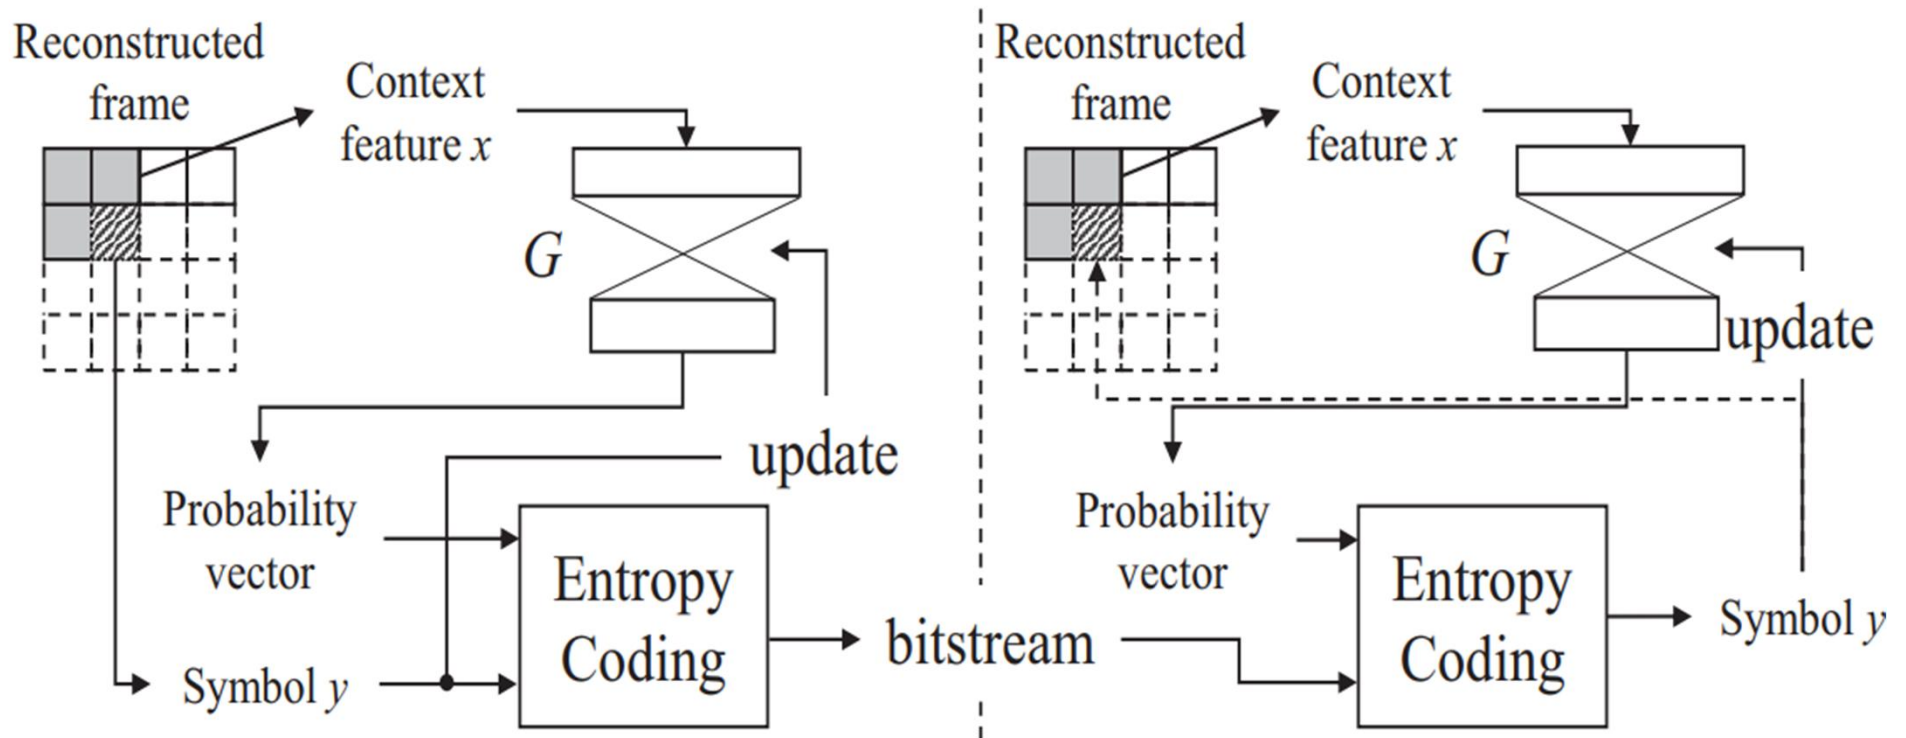 Reconstructed
frame
Context
feature x
G
update
Probability
vector
Entropy
Coding
Symbol y
bitstream
Reconstructed
frame
Context
feature x
G
update
Probability
vector
Entropy
Coding
Symbol y